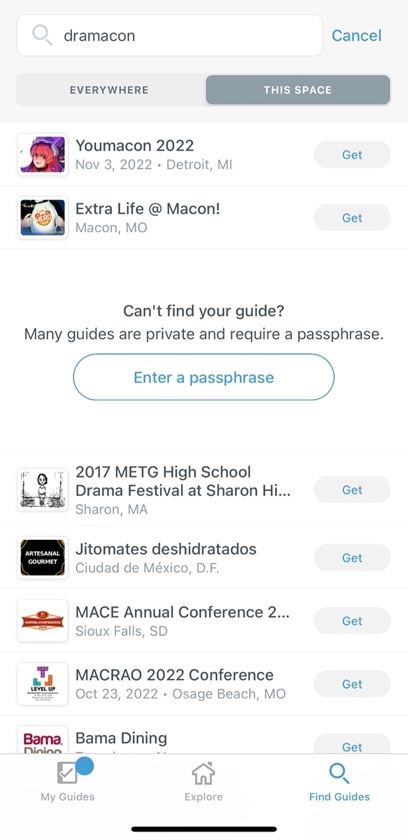 dramacon
Cancel
EVERYWHERE
THIS SPACE
Youmacon 2022
Nov 3, 2022 • Detroit, MI
Get
Extra Life @ Macon!
Macon, MO
Get
Can't find your guide?
Many guides are private and require a passphrase.
Enter a passphrase
2017 METG High School
Drama Festival at Sharon Hi...
Sharon, MA
Get
ARTESANAL
GOURMET
Jitomates deshidratados
Ciudad de México, D.F.
Get
ANNUAL CONFERENCE
MACE Annual Conference 2...
Sioux Falls, SD
Get
LEVEL UP
MACRAO 2022 Conference
Oct 23, 2022 • Osage Beach, MO
Get
Bama
Dining
Bama Dining
Get
My Guides
Explore
Find Guides